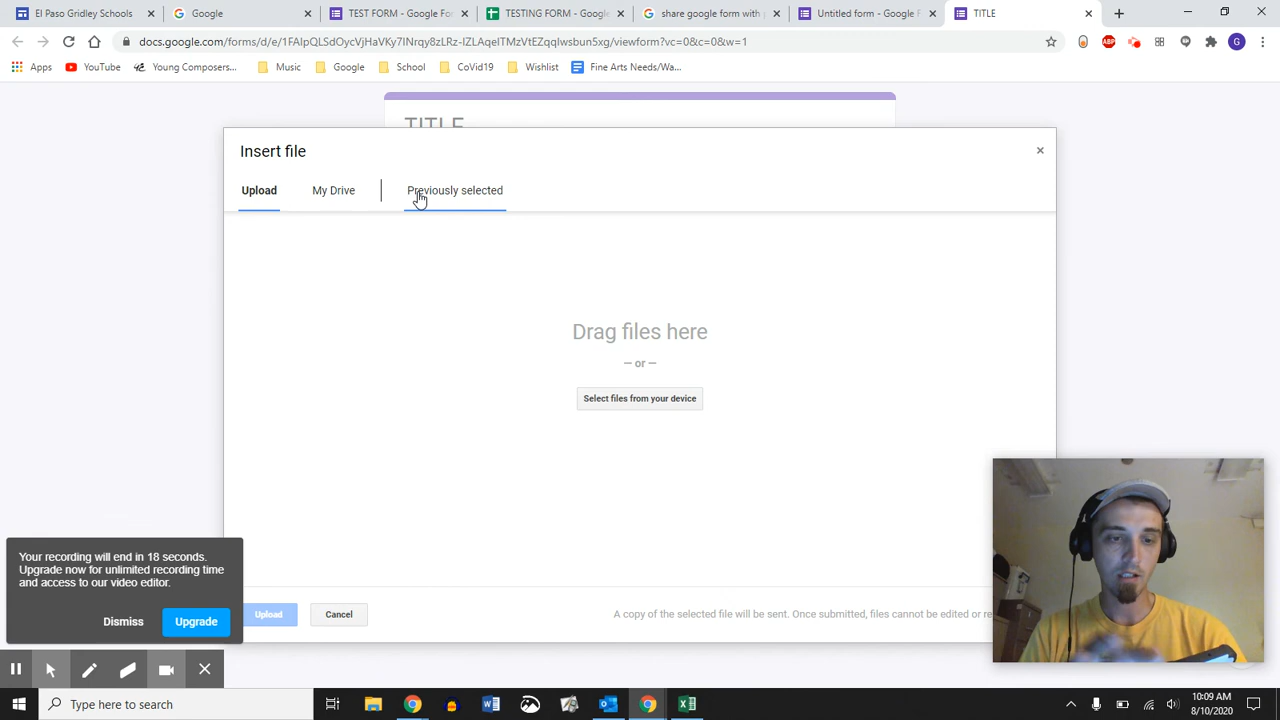 El Paso Gridley Schools
Google
TEST FORM - Google Fo
TESTING FORM - Google
share google form with
Untitled form - Google F
TITLE
docs.google.com/forms/d/e/1FAIpQLSdOycVjHaVKy7INrqy8zLRz-IZLAqelTMzVtEZqqlwsbun5xg/viewform?vc=0&c=0&w=1
ABP
G
Apps
YouTube
Young Composers...
Music
Google
School
CoVid19
Wishlist
Fine Arts Needs/Wa...
TITLE
Insert file
Upload
My Drive
Previously selected
Drag files here
— or —
Select files from your device
Your recording will end in 18 seconds.
Upgrade now for unlimited recording time
and access to our video editor.
Dismiss
Upgrade
Upload
Cancel
A copy of the selected file will be sent. Once submitted, files cannot be edited or re
Type here to search
10:09 AM
8/10/2020